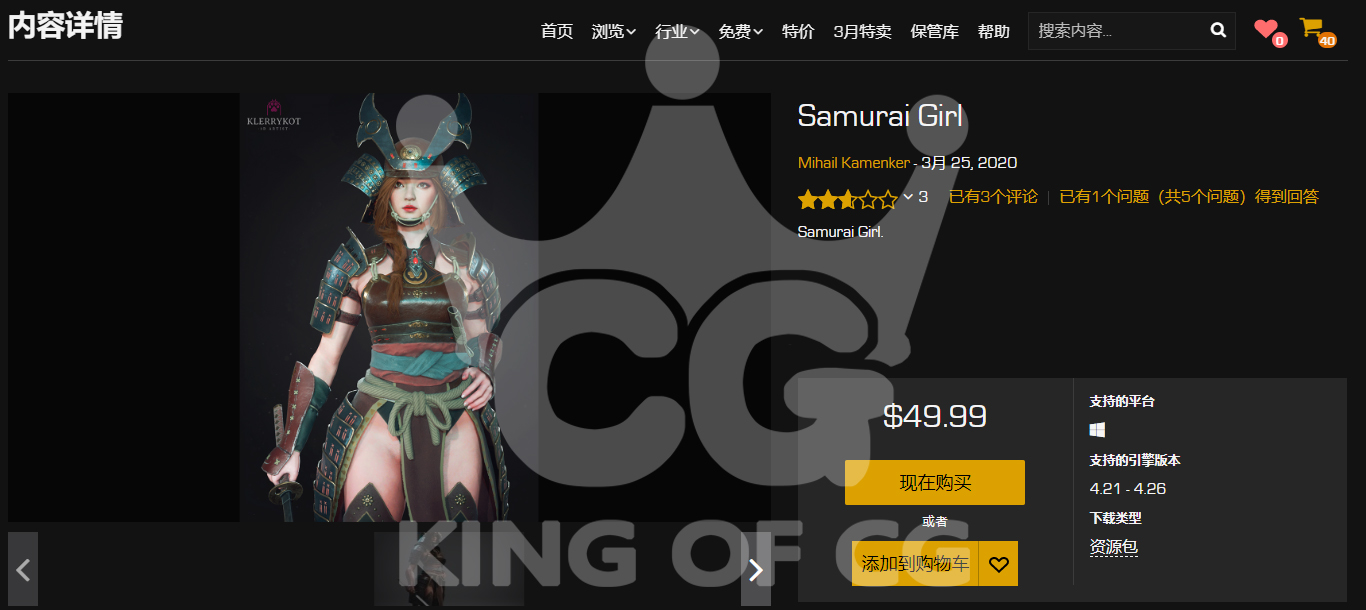 内容详情
首页 浏览 行业 免费 特价 3月特卖 保管库 帮助 搜索内容... 0 40
KLERRYKOT
Samurai Girl
Mihail Kamenker - 3月 25, 2020
3 已有3个评论 | 已有1个问题（共5个问题）得到回答
Samurai Girl.
$49.99
现在购买
或者
添加到购物车
支持的平台
支持的引擎版本
4.21 - 4.26
下载类型
资源包
CG
KING OF CG